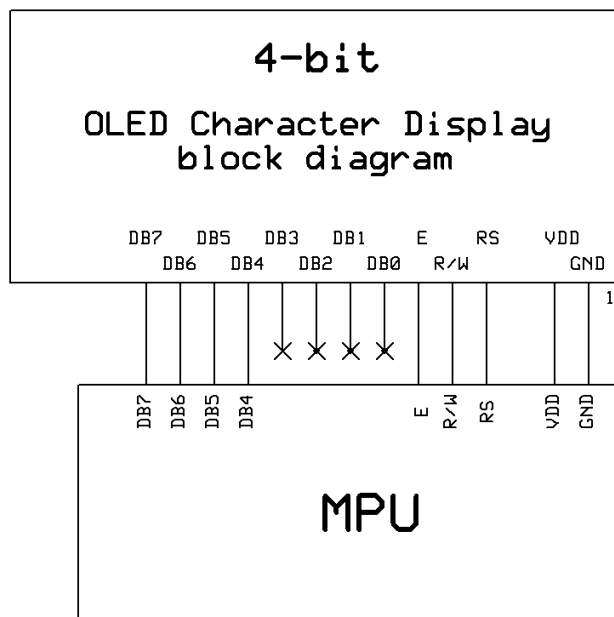 4-bit
OLED Character Display
block diagram
DB7 DB5 DB3 DB1 E RS VDD
DB6 DB4 DB2 DB0 R/W GND
1
DB7 DB6 DB5 DB4 E R/W RS VDD GND
MPU